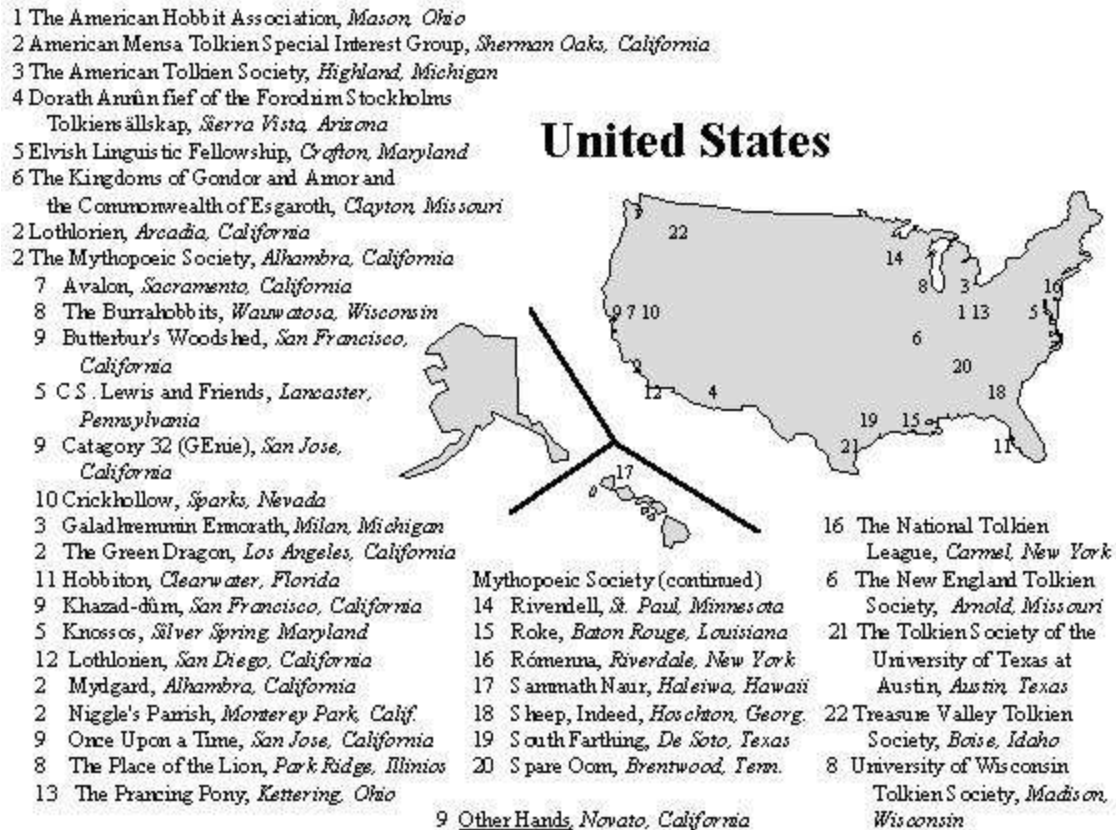 1 The American Hobbit Association, Mason, Ohio
2 American Mensa Tolkien Special Interest Group, Sherman Oaks, California
3 The American Tolkien Society, Highland, Michigan
4 Dorath Annûn fief of the Forodrim Stockholms
Tolkiensällskap, Sierra Vista, Arizona
5 Elvish Linguistic Fellowship, Crofton, Maryland
6 The Kingdoms of Gondor and Arnor and
the Commonwealth of Esgaroth, Clayton, Missouri
2 Lothlorien, Arcadia, California
2 The Mythopoeic Society, Alhambra, California
7 Avalon, Sacramento, California
8 The Burrahobbits, Wauwatosa, Wisconsin
9 Butterbur's Woodshed, San Francisco,
California
5 C.S. Lewis and Friends, Lancaster,
Pennsylvania
9 Catagory 32 (GEnie), San Jose,
California
10 Crickhollow, Sparks, Nevada
3 Galadhremmin Ennorath, Milan, Michigan
2 The Green Dragon, Los Angeles, California
11 Hobbiton, Clearwater, Florida
9 Khazad-dûm, San Francisco, California
5 Knossos, Silver Spring, Maryland
12 Lothlorien, San Diego, California
2 Mydgard, Alhambra, California
2 Niggle's Parrish, Monterey Park, Calif.
9 Once Upon a Time, San Jose, California
8 The Place of the Lion, Park Ridge, Illinios
13 The Prancing Pony, Kettering, Ohio
United States
22
14
8
3
16
9 7 10
1 13
5
6
2
20
12
4
18
19
15
21
11
17
Mythopoeic Society (continued)
14 Rivendell, St. Paul, Minnesota
15 Roke, Baton Rouge, Louisiana
16 Rómenna, Riverdale, New York
17 Sammath Naur, Haleiwa, Hawaii
18 Sheep, Indeed, Hoschton, Georg.
19 South Farthing, De Soto, Texas
20 Spare Oom, Brentwood, Tenn.
9 Other Hands, Novato, California
16 The National Tolkien
League, Carmel, New York
6 The New England Tolkien
Society, Arnold, Missouri
21 The Tolkien Society of the
University of Texas at
Austin, Austin, Texas
22 Treasure Valley Tolkien
Society, Boise, Idaho
8 University of Wisconsin
Tolkien Society, Madison,
Wisconsin